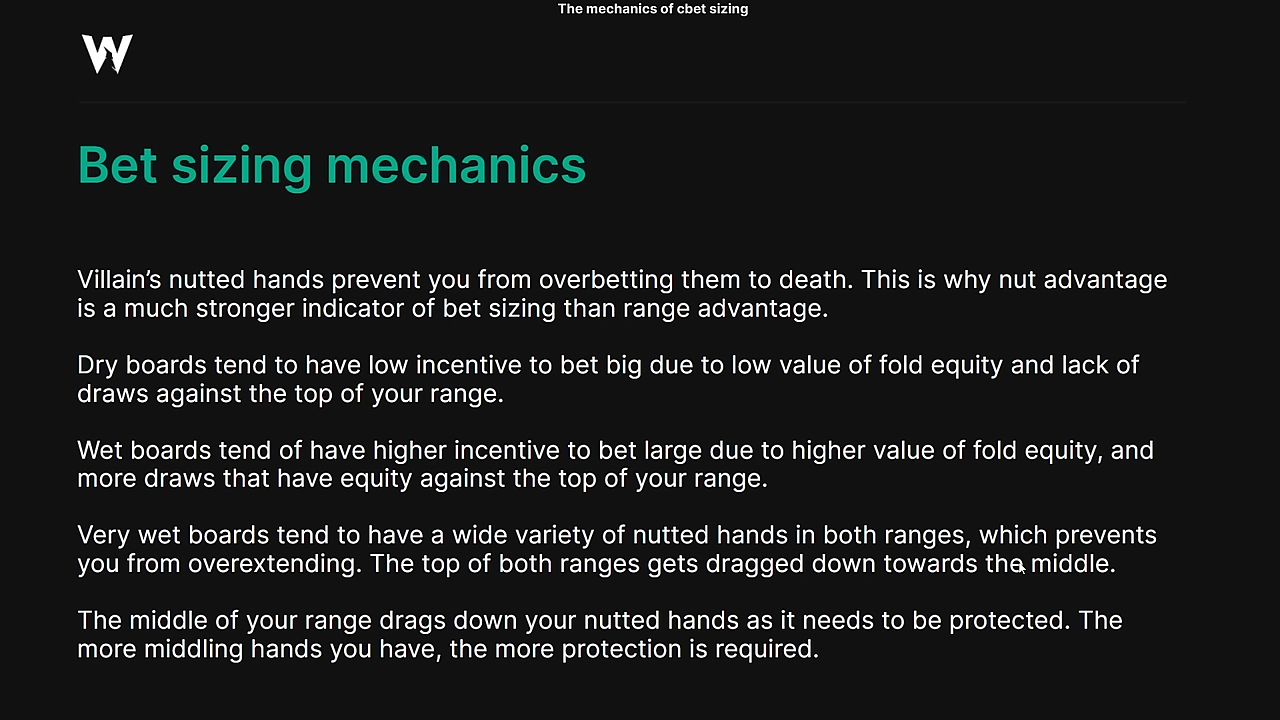 The mechanics of cbet sizing
W
Bet sizing mechanics
Villain’s nutted hands prevent you from overbetting them to death. This is why nut advantage
is a much stronger indicator of bet sizing than range advantage.
Dry boards tend to have low incentive to bet big due to low value of fold equity and lack of
draws against the top of your range.
Wet boards tend of have higher incentive to bet large due to higher value of fold equity, and
more draws that have equity against the top of your range.
Very wet boards tend to have a wide variety of nutted hands in both ranges, which prevents
you from overextending. The top of both ranges gets dragged down towards the middle.
The middle of your range drags down your nutted hands as it needs to be protected. The
more middling hands you have, the more protection is required.